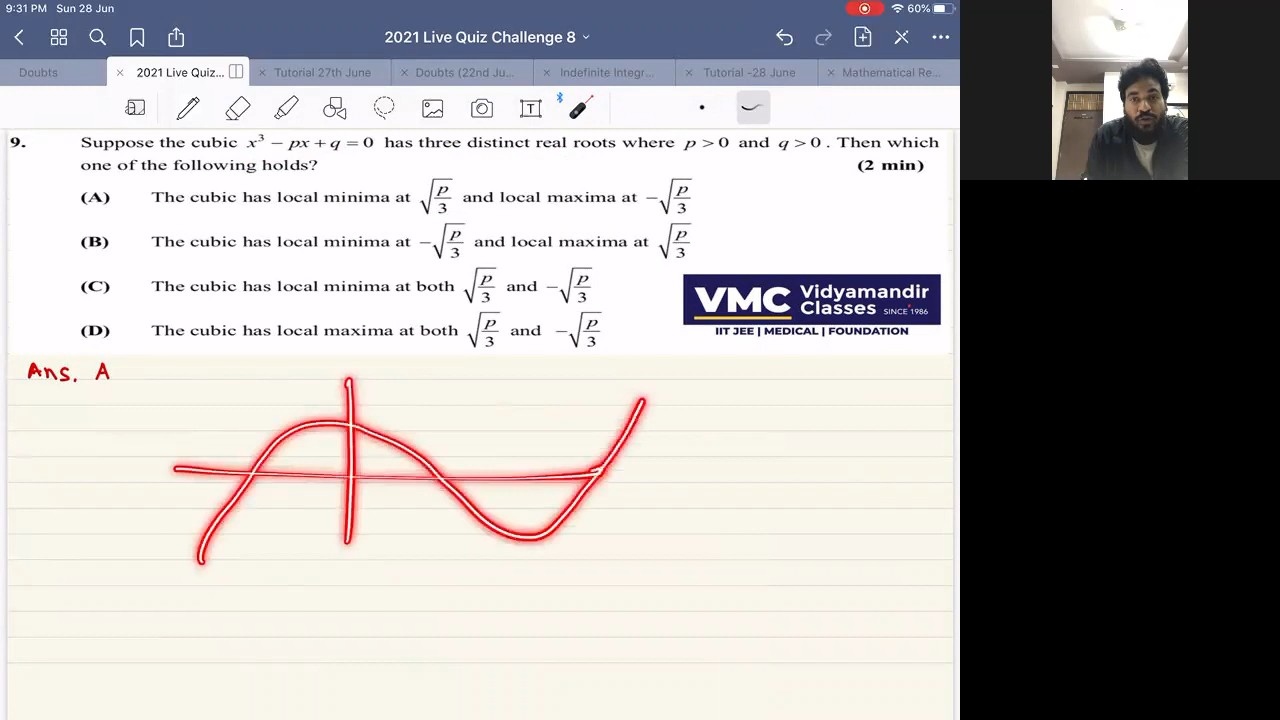 9:31 PM Sun 28 Jun 60%
2021 Live Quiz Challenge 8
Doubts × 2021 Live Quiz... × Tutorial 27th June × Doubts (22nd Ju... × Indefinite Integr... × Tutorial -28 June × Mathematical Re...
9. Suppose the cubic x³ − px + q = 0 has three distinct real roots where p > 0 and q > 0. Then which
one of the following holds? (2 min)
(A) The cubic has local minima at √(p/3) and local maxima at −√(p/3)
(B) The cubic has local minima at −√(p/3) and local maxima at √(p/3)
(C) The cubic has local minima at both √(p/3) and −√(p/3)
(D) The cubic has local maxima at both √(p/3) and −√(p/3)
VMC Vidyamandir
Classes SINCE 1986
IIT JEE | MEDICAL | FOUNDATION
Ans. A